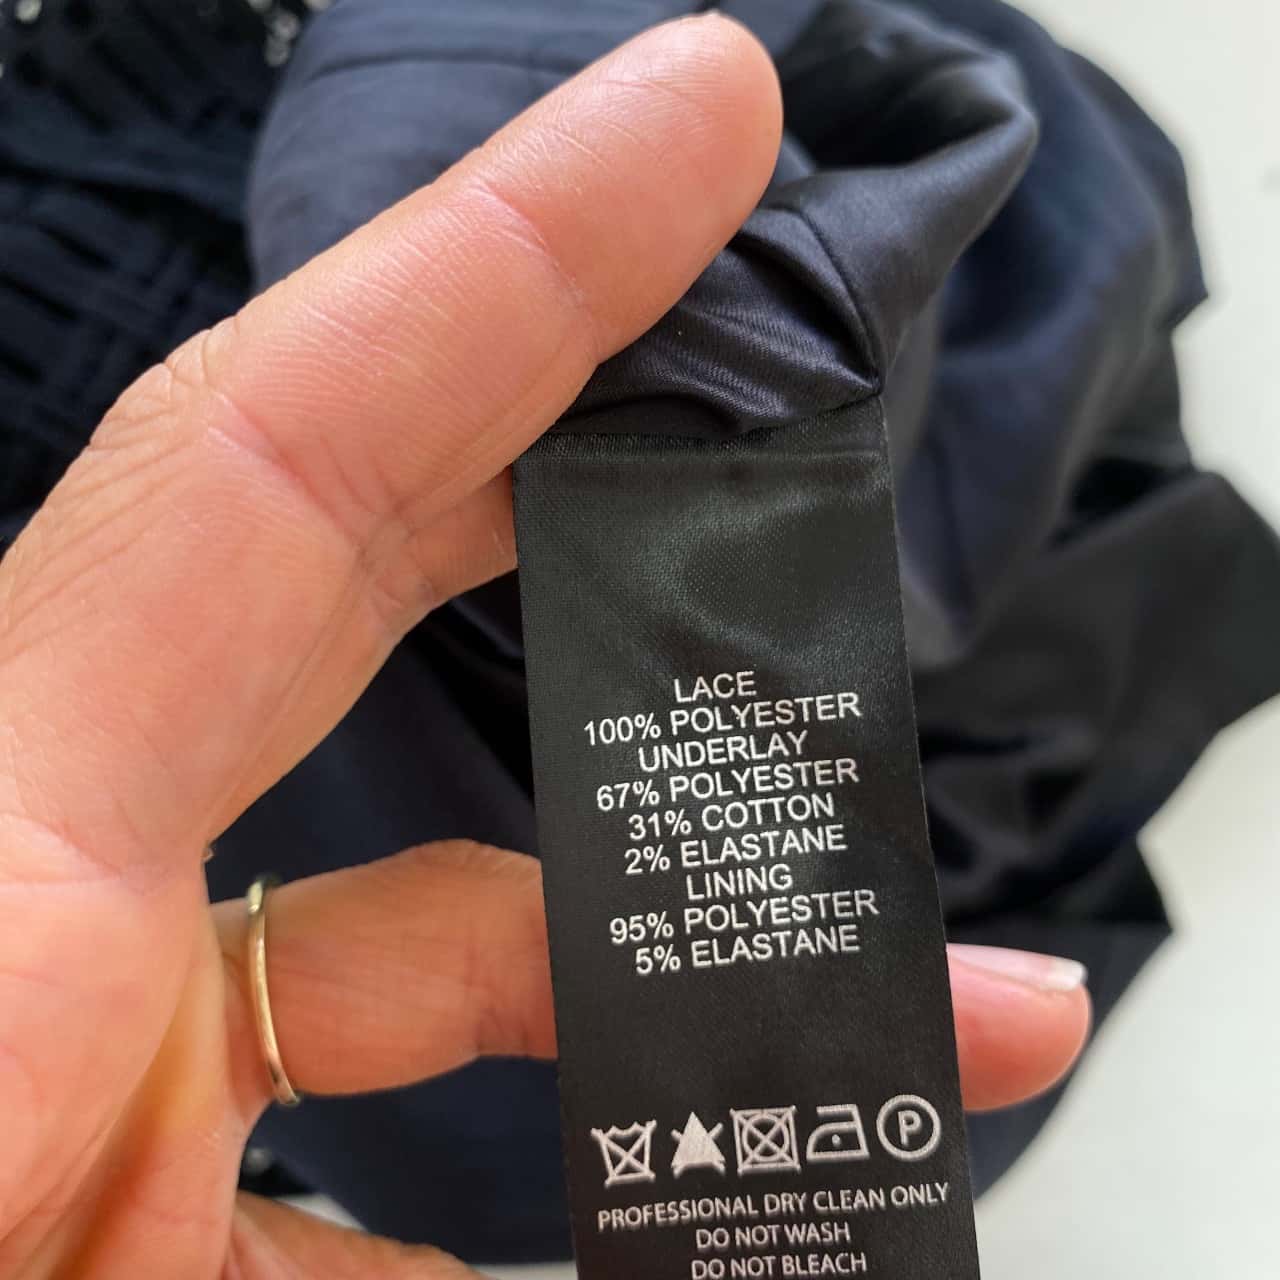 LACE
100% POLYESTER
UNDERLAY
67% POLYESTER
31% COTTON
2% ELASTANE
LINING
95% POLYESTER
5% ELASTANE
P
PROFESSIONAL DRY CLEAN ONLY
DO NOT WASH
DO NOT BLEACH